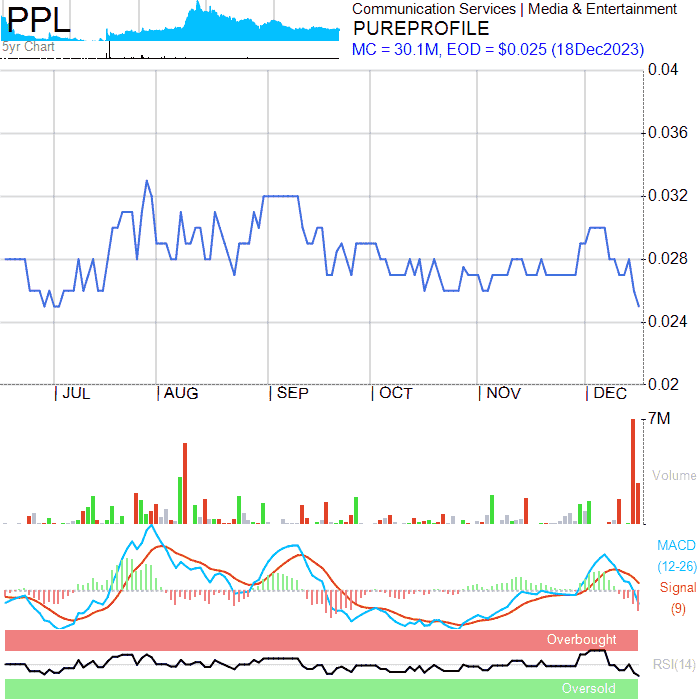 PPL
5yr Chart
Communication Services | Media & Entertainment
PUREPROFILE
MC = 30.1M, EOD = $0.025 (18Dec2023)
0.04
0.036
0.032
0.028
0.024
0.02
JUL AUG SEP OCT NOV DEC
7M
Volume
MACD
(12-26)
Signal
(9)
Overbought
RSI(14)
Oversold